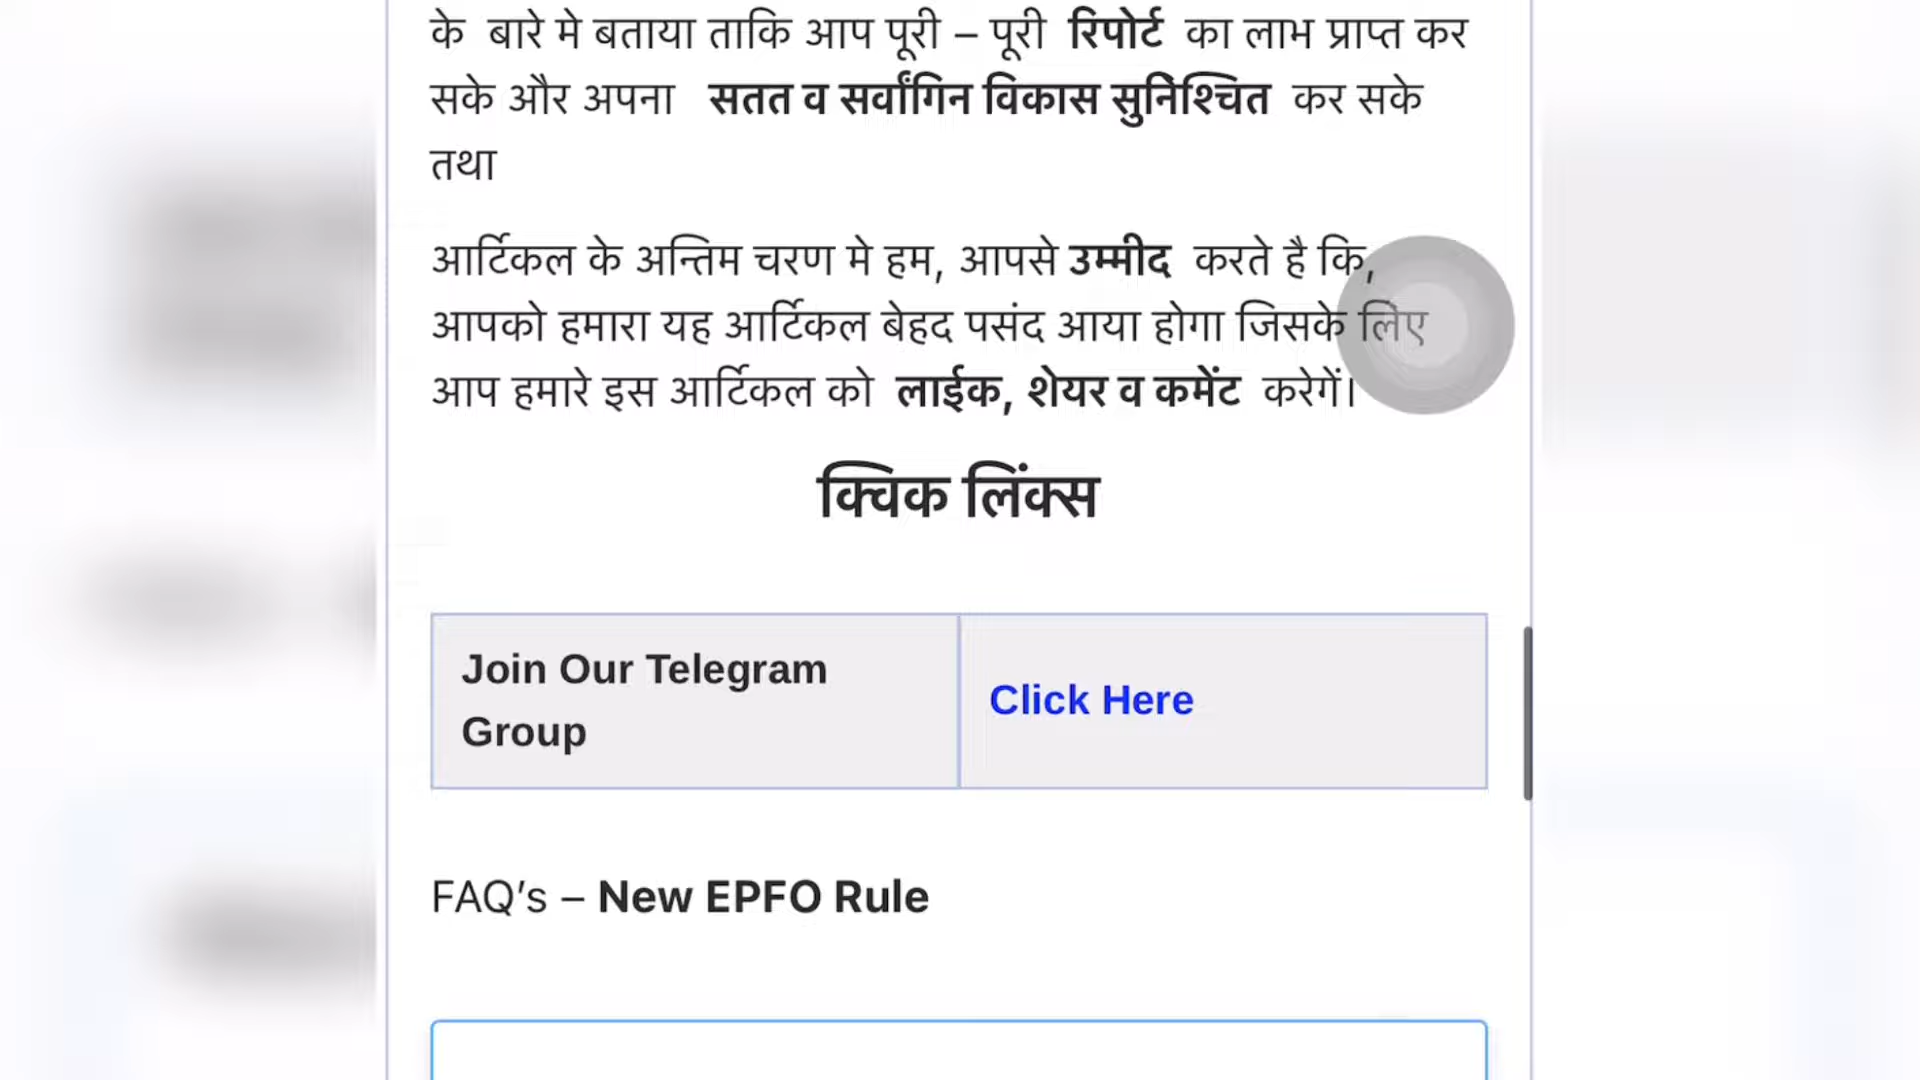 के बारे मे बताया ताकि आप पूरी – पूरी रिपोर्ट का लाभ प्राप्त कर
सके और अपना सतत व सर्वांगिन विकास सुनिश्चित कर सके
तथा
आर्टिकल के अन्तिम चरण मे हम, आपसे उम्मीद करते है कि,
आपको हमारा यह आर्टिकल बेहद पसंद आया होगा जिसके लिए
आप हमारे इस आर्टिकल को लाईक, शेयर व कमेंट करेगें।
क्विक लिंक्स
Join Our Telegram
Group
Click Here
FAQ’s – New EPFO Rule